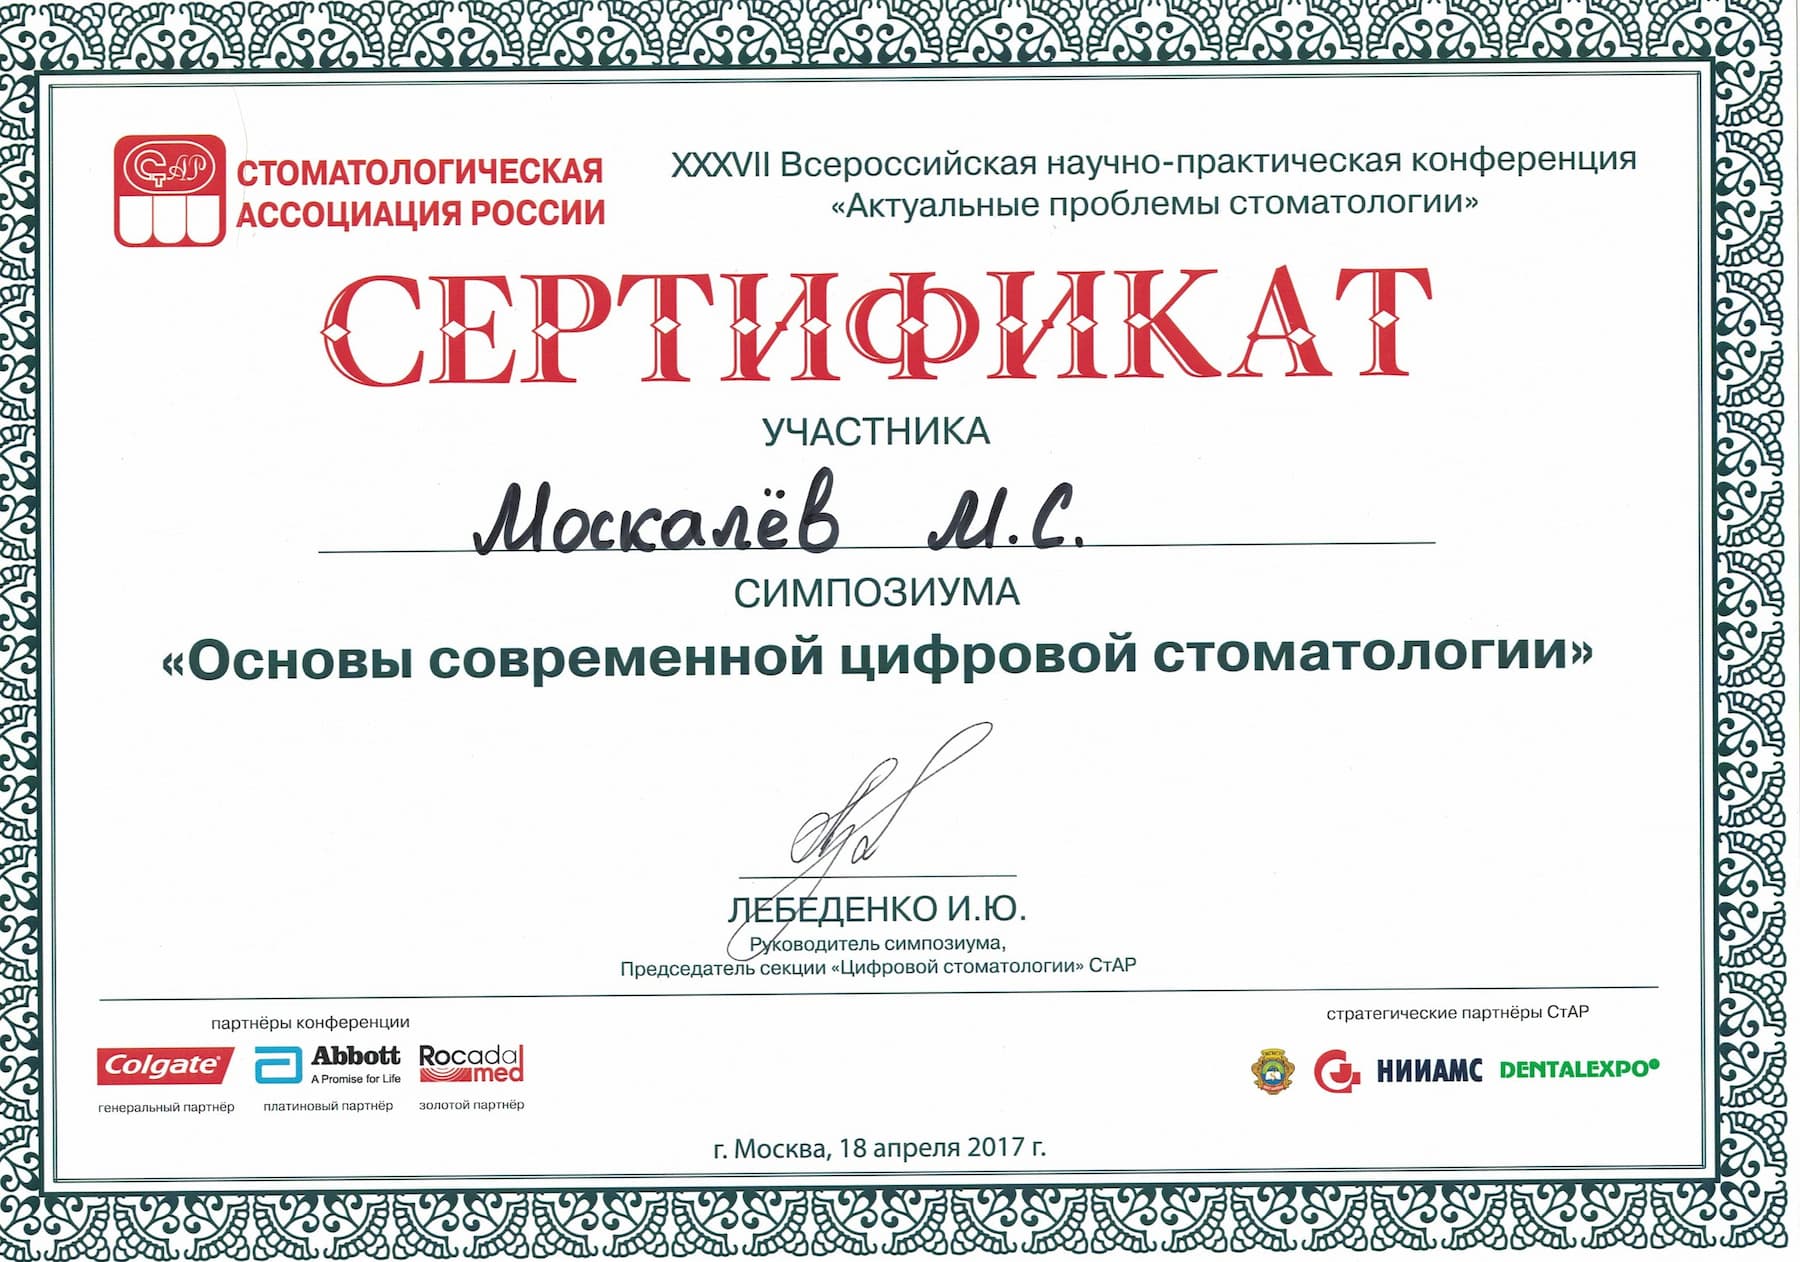 СтАР
СТОМАТОЛОГИЧЕСКАЯ
АССОЦИАЦИЯ РОССИИ
XXXVII Всероссийская научно-практическая конференция
«Актуальные проблемы стоматологии»
СЕРТИФИКАТ
УЧАСТНИКА
Москалёв М.С.
СИМПОЗИУМА
«Основы современной цифровой стоматологии»
ЛЕБЕДЕНКО И.Ю.
Руководитель симпозиума,
Председатель секции «Цифровой стоматологии» СтАР
партнёры конференции
Colgate®
генеральный партнёр
Abbott
A Promise for Life
платиновый партнёр
Rocada
med
золотой партнёр
стратегические партнёры СтАР
НИИАМС
DENTALEXPO
г. Москва, 18 апреля 2017 г.